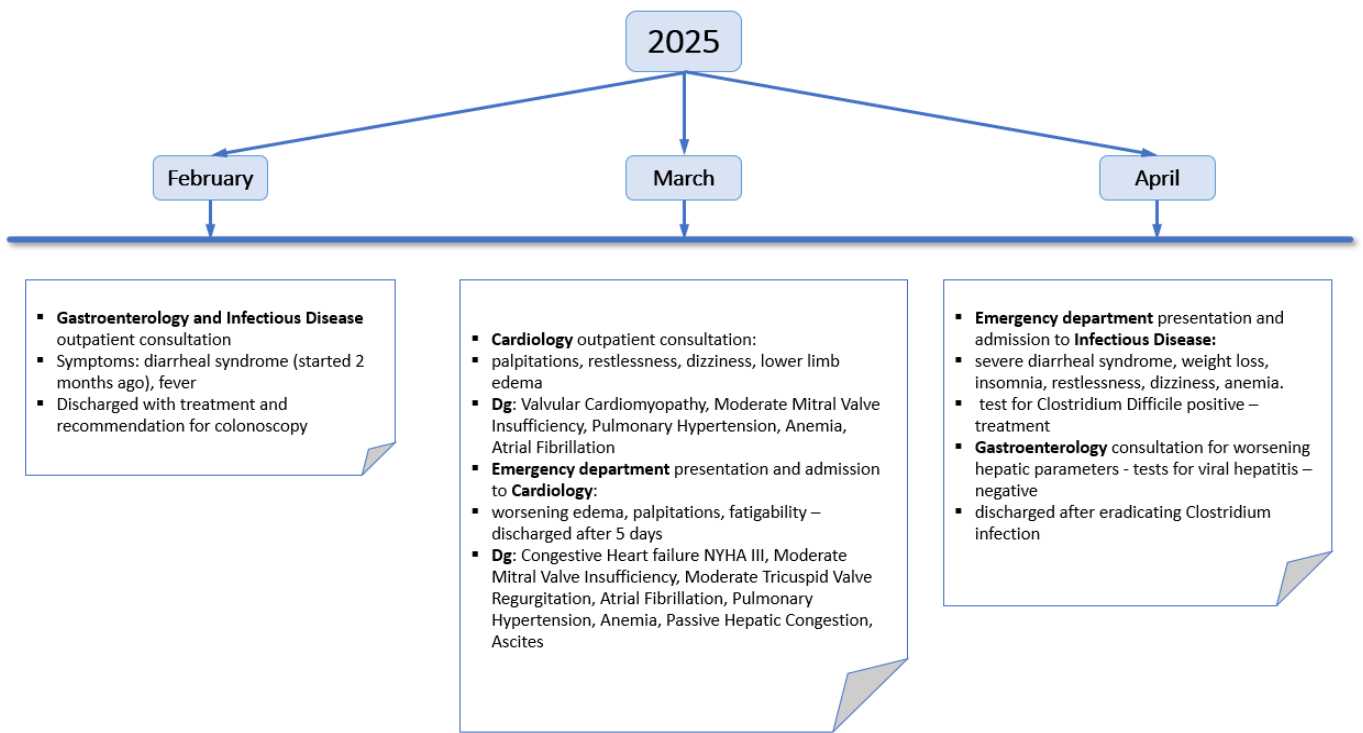 2025
February
March
April
▪ Gastroenterology and Infectious Disease
outpatient consultation
▪ Symptoms: diarrheal syndrome (started 2
months ago), fever
▪ Discharged with treatment and
recommendation for colonoscopy
▪ Cardiology outpatient consultation:
▪ palpitations, restlessness, dizziness, lower limb
edema
▪ Dg: Valvular Cardiomyopathy, Moderate Mitral Valve
Insufficiency, Pulmonary Hypertension, Anemia,
Atrial Fibrillation
▪ Emergency department presentation and admission
to Cardiology:
▪ worsening edema, palpitations, fatigability –
discharged after 5 days
▪ Dg: Congestive Heart failure NYHA III, Moderate
Mitral Valve Insufficiency, Moderate Tricuspid Valve
Regurgitation, Atrial Fibrillation, Pulmonary
Hypertension, Anemia, Passive Hepatic Congestion,
Ascites
▪ Emergency department presentation and
admission to Infectious Disease:
▪ severe diarrheal syndrome, weight loss,
insomnia, restlessness, dizziness, anemia.
▪ test for Clostridium Difficile positive –
treatment
▪ Gastroenterology consultation for worsening
hepatic parameters - tests for viral hepatitis –
negative
▪ discharged after eradicating Clostridium
infection